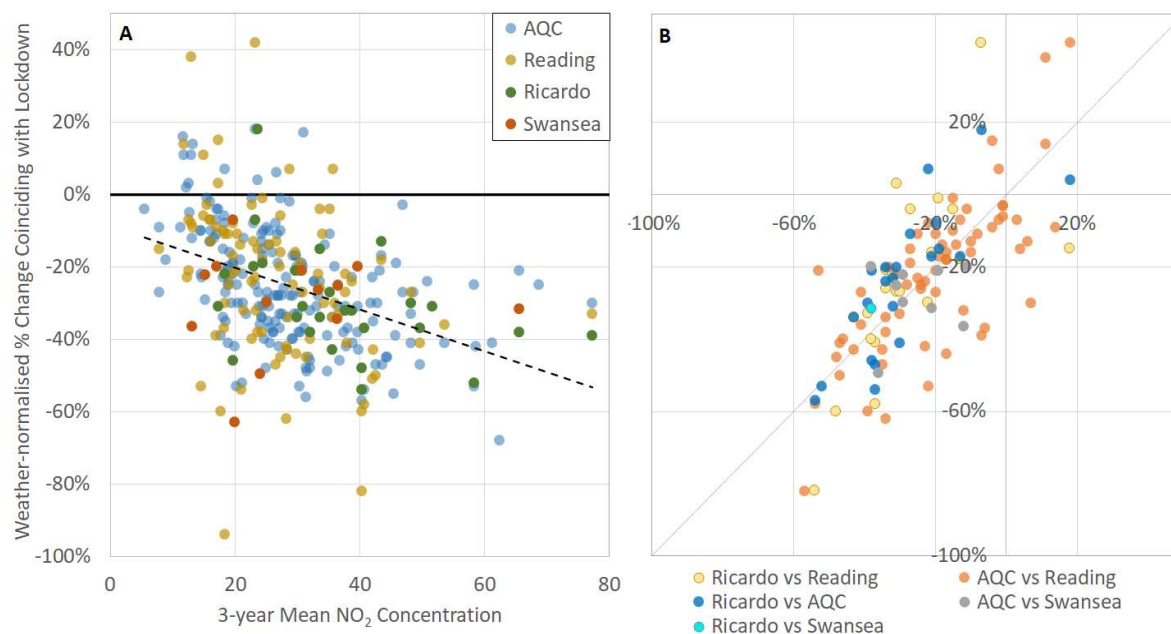 A
AQC
Reading
Ricardo
Swansea
40%
20%
0%
-20%
-40%
-60%
-80%
-100%
Weather-normalised % Change Coinciding with Lockdown
0
20
40
60
80
3-year Mean NO₂ Concentration
B
20%
-100%
-60%
-20%
20%
-20%
-60%
-100%
Ricardo vs Reading
AQC vs Reading
Ricardo vs AQC
AQC vs Swansea
Ricardo vs Swansea